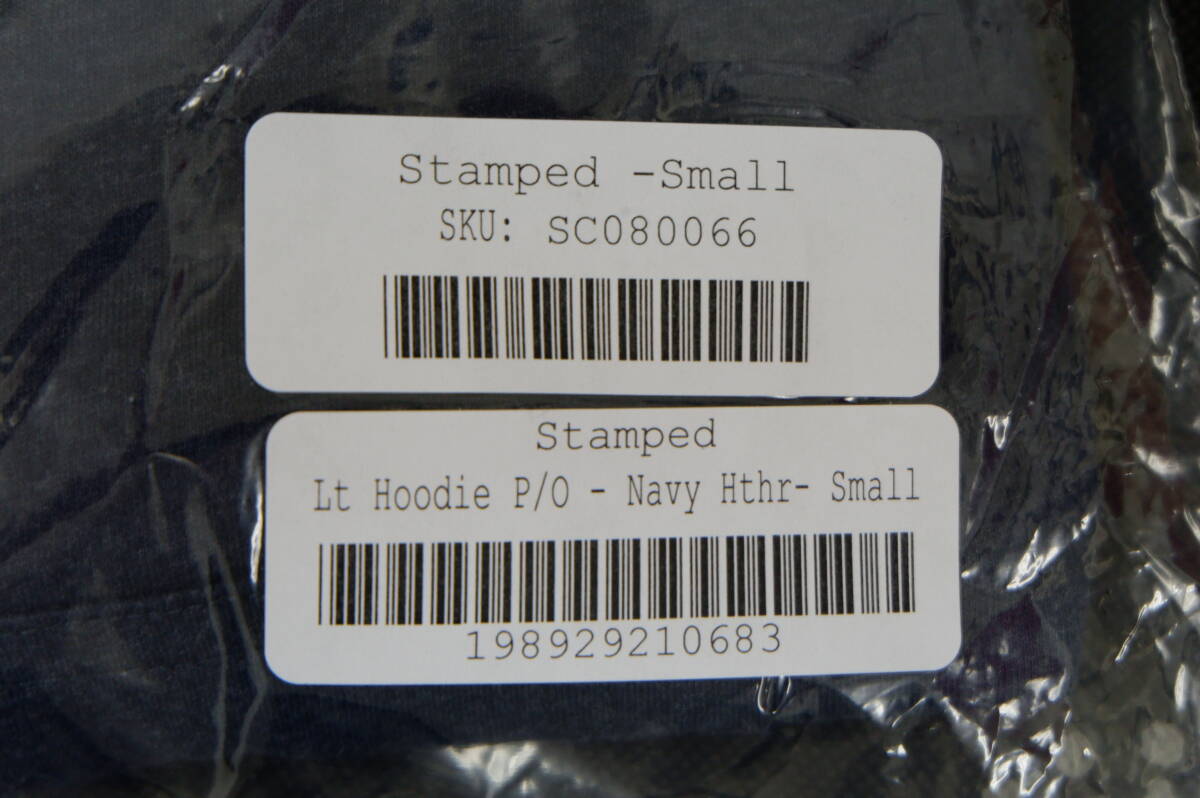 Stamped -Small
SKU: SC080066
Stamped
Lt Hoodie P/O - Navy Hthr- Small
198929210683